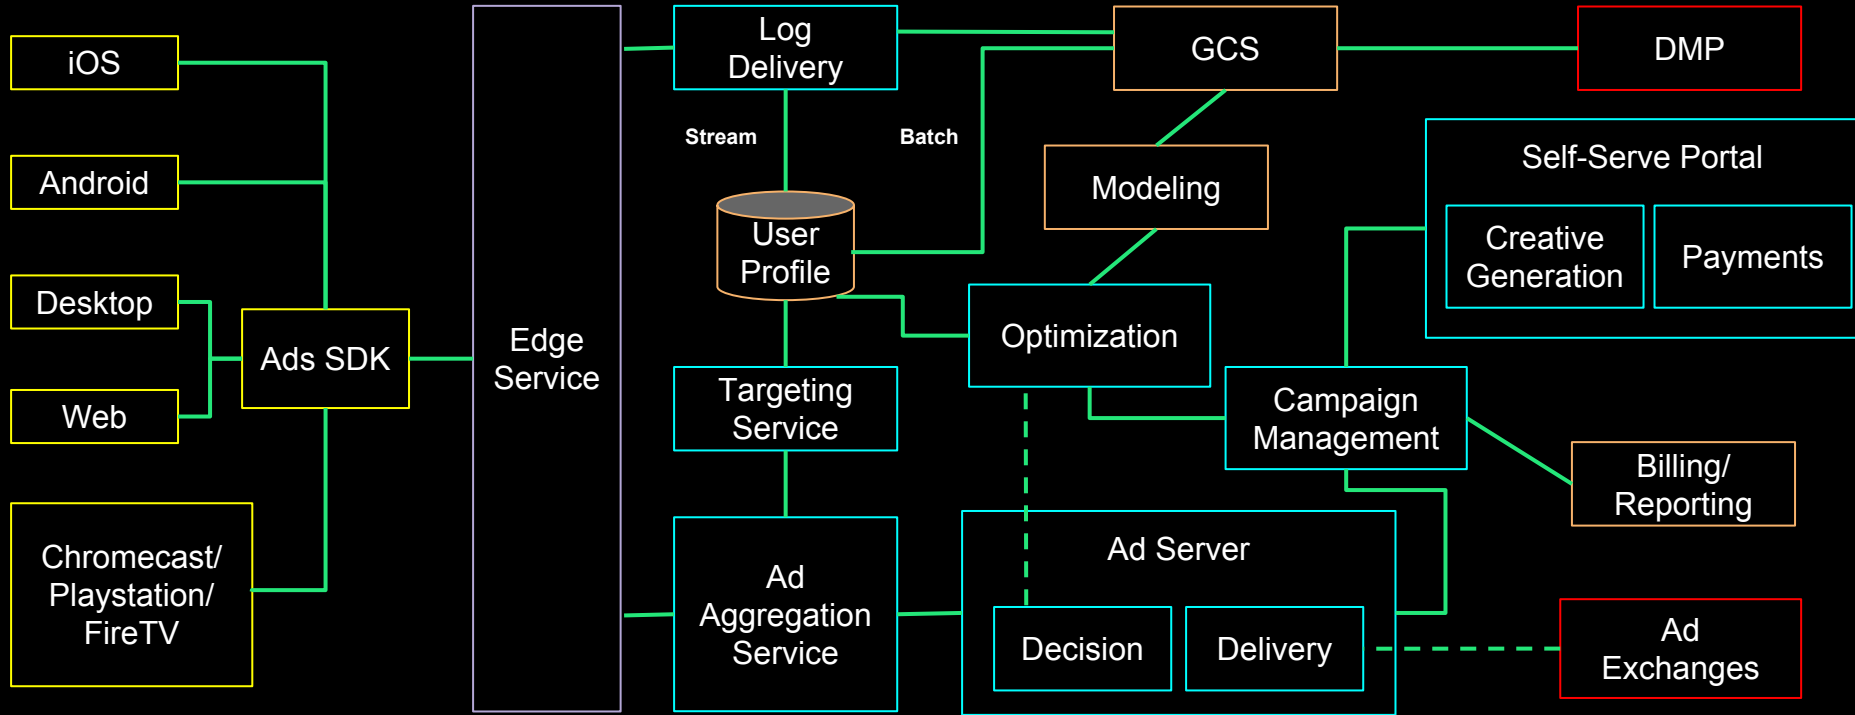 iOS
Android
Desktop
Web
Chromecast/
Playstation/
FireTV
Ads SDK
Edge
Service
Log
Delivery
Stream
Batch
User
Profile
Targeting
Service
Ad
Aggregation
Service
GCS
Modeling
Optimization
Ad Server
Decision
Delivery
DMP
Self-Serve Portal
Creative
Generation
Payments
Campaign
Management
Billing/
Reporting
Ad
Exchanges